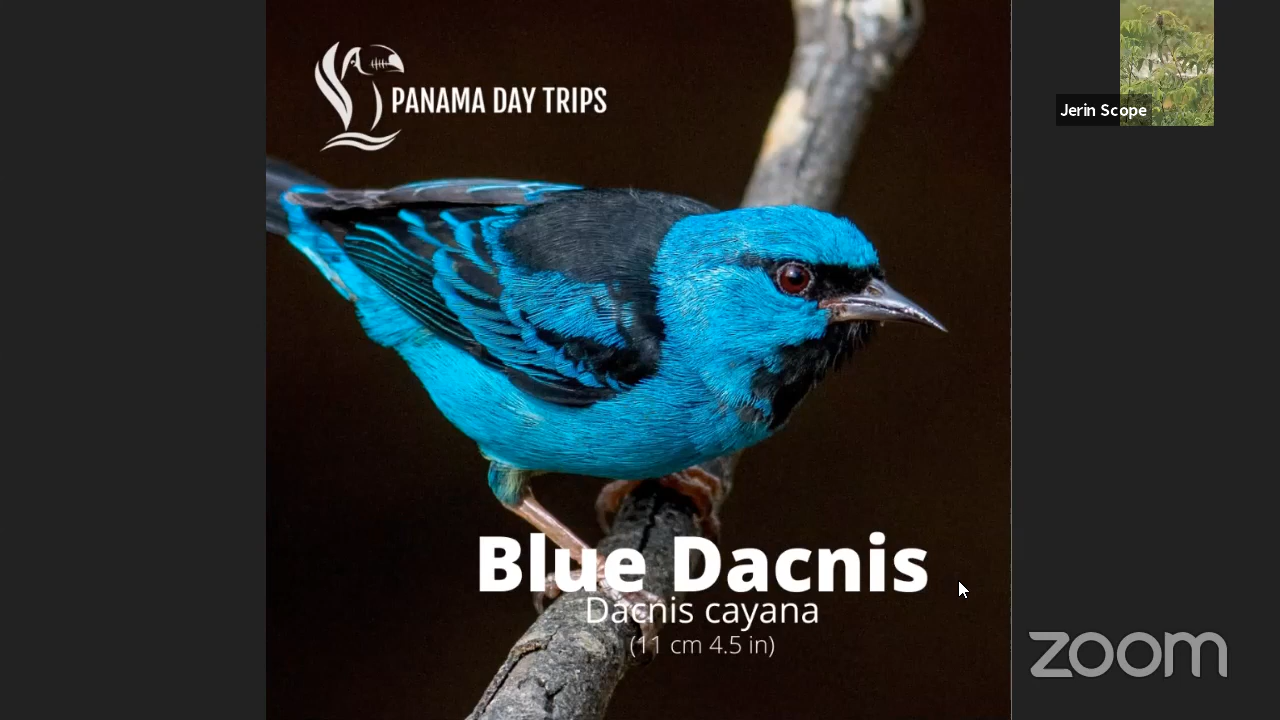 PANAMA DAY TRIPS
Jerin Scope
Blue Dacnis
Dacnis cayana
(11 cm 4.5 in)
zoom